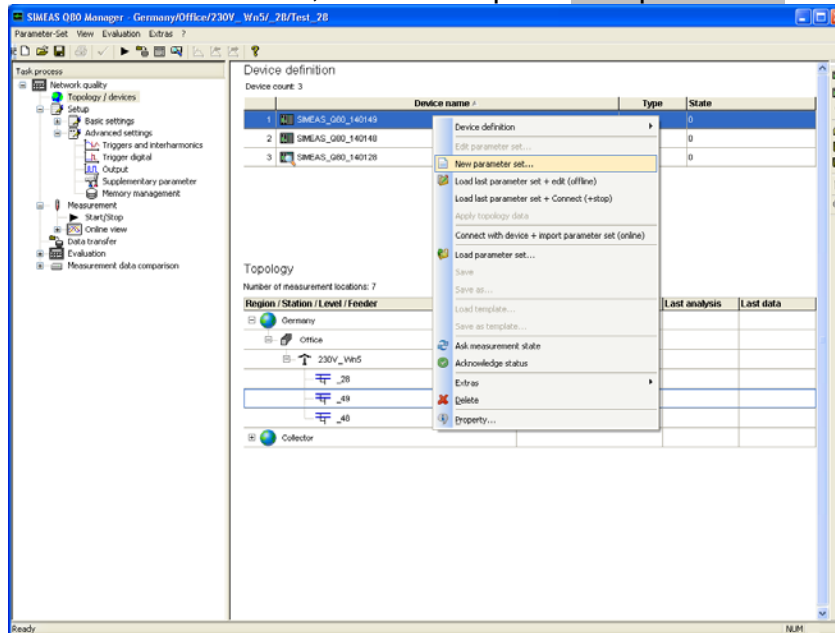 SIMEAS Q80 Manager - Germany/Office/230V_Wn5/_28/Test_28
Parameter-Set View Evaluation Extras ?
Task process
Network quality
Topology / devices
Setup
Basic settings
Advanced settings
Triggers and interharmonics
Trigger digital
Output
Supplementary parameter
Memory management
Measurement
Start/Stop
Online view
Data transfer
Evaluation
Measurement data comparison
Device definition
Device count: 3
Device name Type State
1 SIMEAS_Q80_140149 0
2 SIMEAS_Q80_140148 0
3 SIMEAS_Q80_140128 0
Device definition
Edit parameter set...
New parameter set...
Load last parameter set + edit (offline)
Load last parameter set + Connect (+stop)
Apply topology data
Connect with device + import parameter set (online)
Load parameter set...
Save
Save as...
Load template...
Save as template...
Ask measurement state
Acknowledge status
Extras
Delete
Property...
Topology
Number of measurement locations: 7
Region / Station / Level / Feeder Last analysis Last data
Germany
Office
230V_Wn5
_28
_49
_48
Collector
Ready NUM